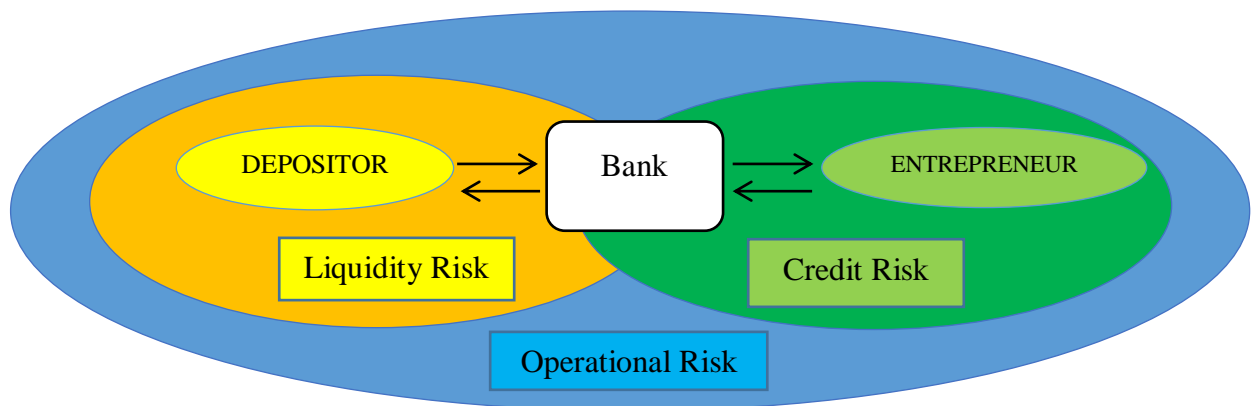 DEPOSITOR
Bank
ENTREPRENEUR
Liquidity Risk
Credit Risk
Operational Risk